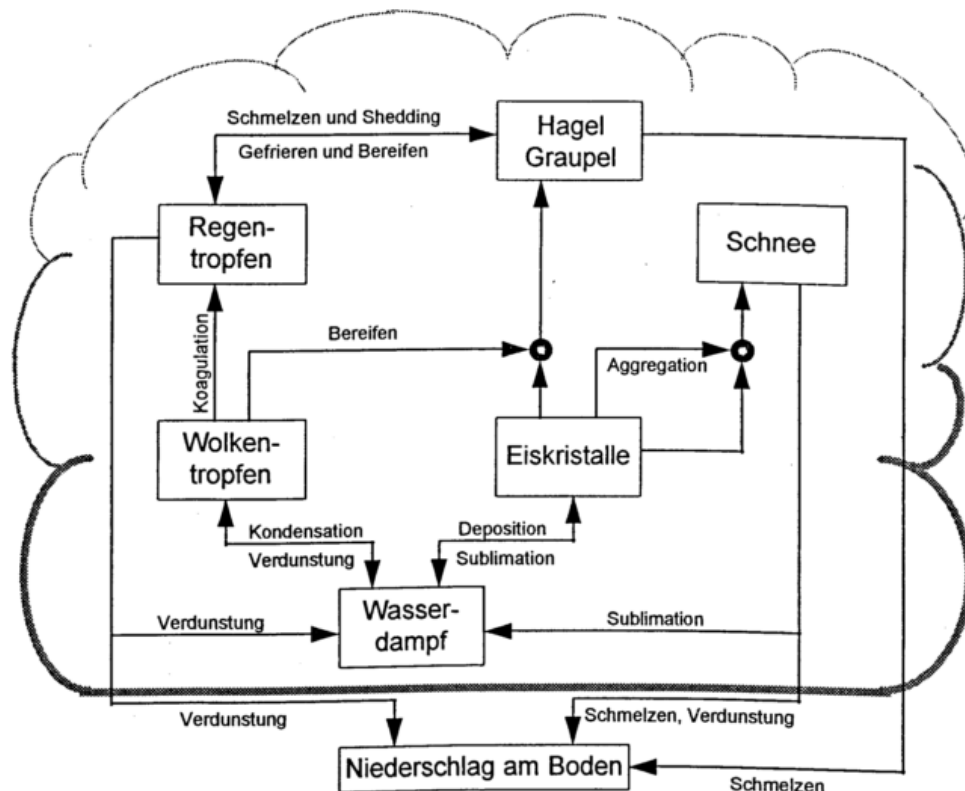 Schmelzen und Shedding
Gefrieren und Bereifen
Hagel
Graupel
Regen-
tropfen
Schnee
Koagulation
Bereifen
Aggregation
Wolken-
tropfen
Eiskristalle
Kondensation
Verdunstung
Deposition
Sublimation
Wasser-
dampf
Verdunstung
Sublimation
Verdunstung
Schmelzen, Verdunstung
Niederschlag am Boden
Schmelzen